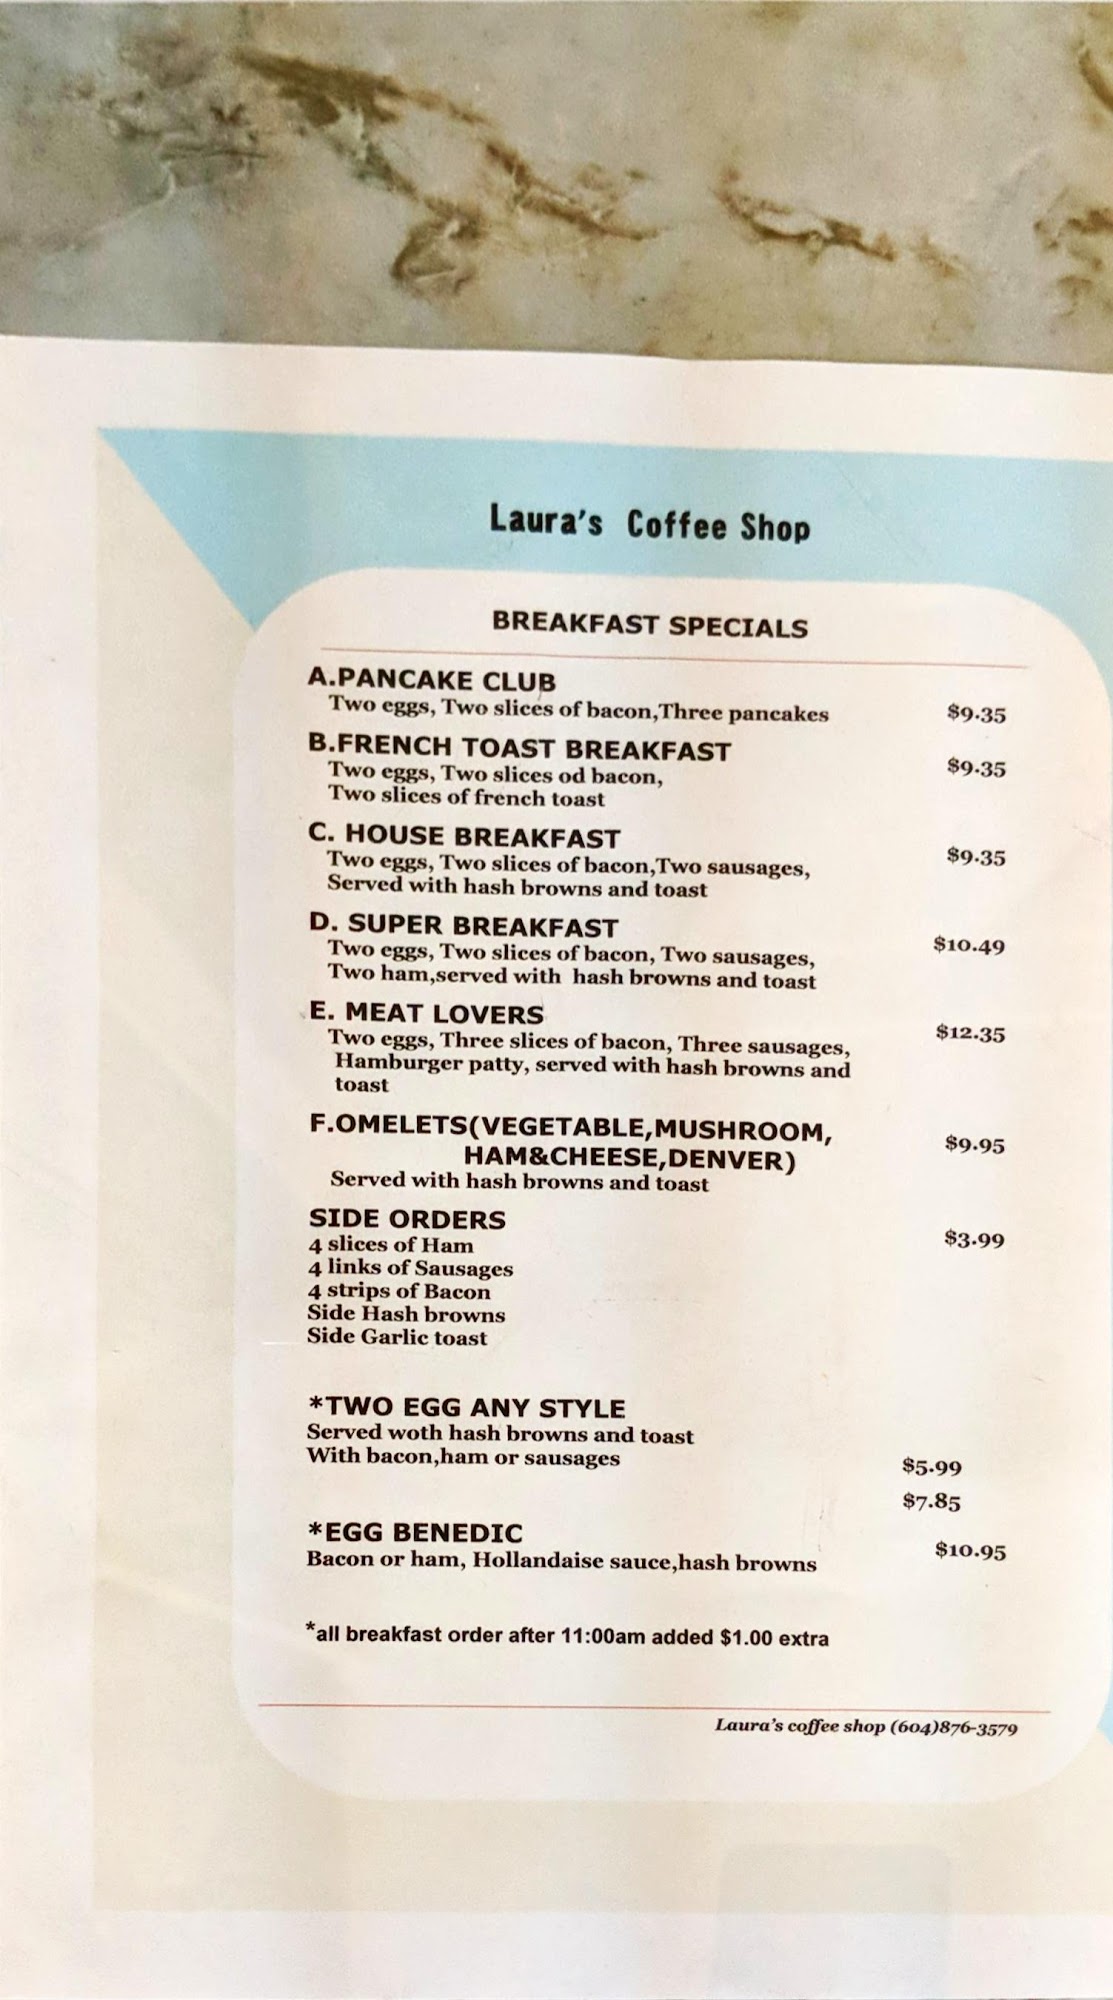 Laura's Coffee Shop
BREAKFAST SPECIALS
A.PANCAKE CLUB
Two eggs, Two slices of bacon,Three pancakes $9.35
B.FRENCH TOAST BREAKFAST
Two eggs, Two slices od bacon, $9.35
Two slices of french toast
C. HOUSE BREAKFAST
Two eggs, Two slices of bacon,Two sausages, $9.35
Served with hash browns and toast
D. SUPER BREAKFAST
Two eggs, Two slices of bacon, Two sausages, $10.49
Two ham,served with hash browns and toast
E. MEAT LOVERS
Two eggs, Three slices of bacon, Three sausages, $12.35
Hamburger patty, served with hash browns and
toast
F.OMELETS(VEGETABLE,MUSHROOM,
HAM&CHEESE,DENVER) $9.95
Served with hash browns and toast
SIDE ORDERS
4 slices of Ham $3.99
4 links of Sausages
4 strips of Bacon
Side Hash browns
Side Garlic toast
*TWO EGG ANY STYLE
Served woth hash browns and toast
With bacon,ham or sausages $5.99
$7.85
*EGG BENEDIC
Bacon or ham, Hollandaise sauce,hash browns $10.95
*all breakfast order after 11:00am added $1.00 extra
Laura's coffee shop (604)876-3579